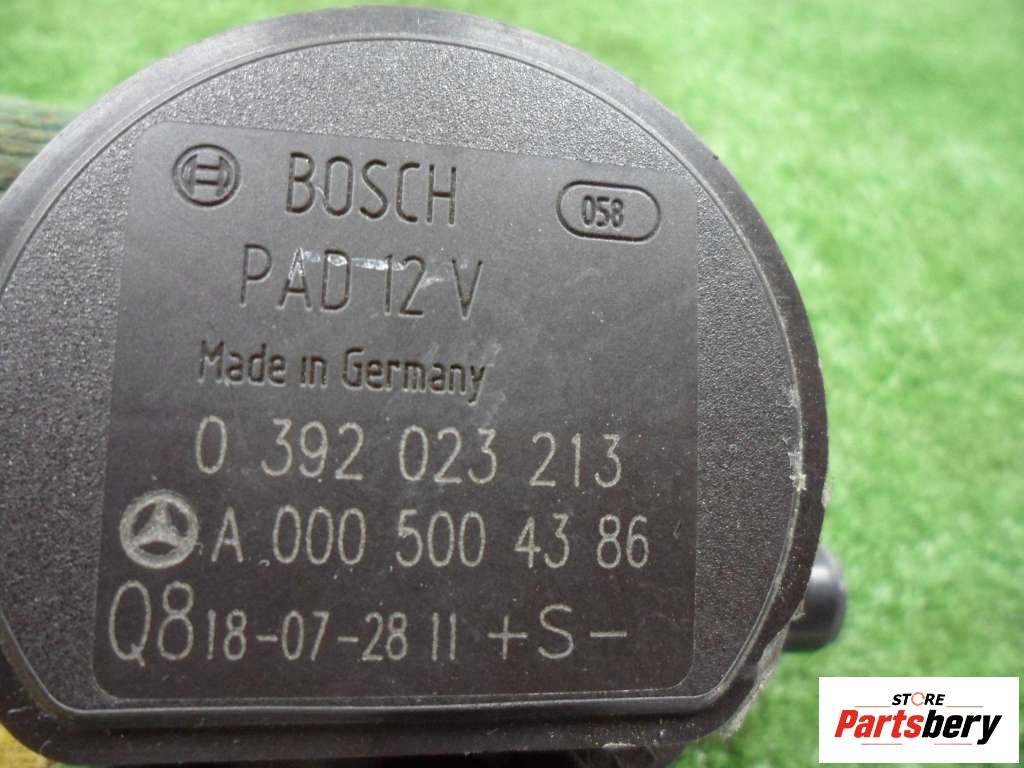 BOSCH 058
PAD 12 V
Made in Germany
0 392 023 213
A 000 500 43 86
Q8 18-07-28 11 + S -
STORE
Partsbery